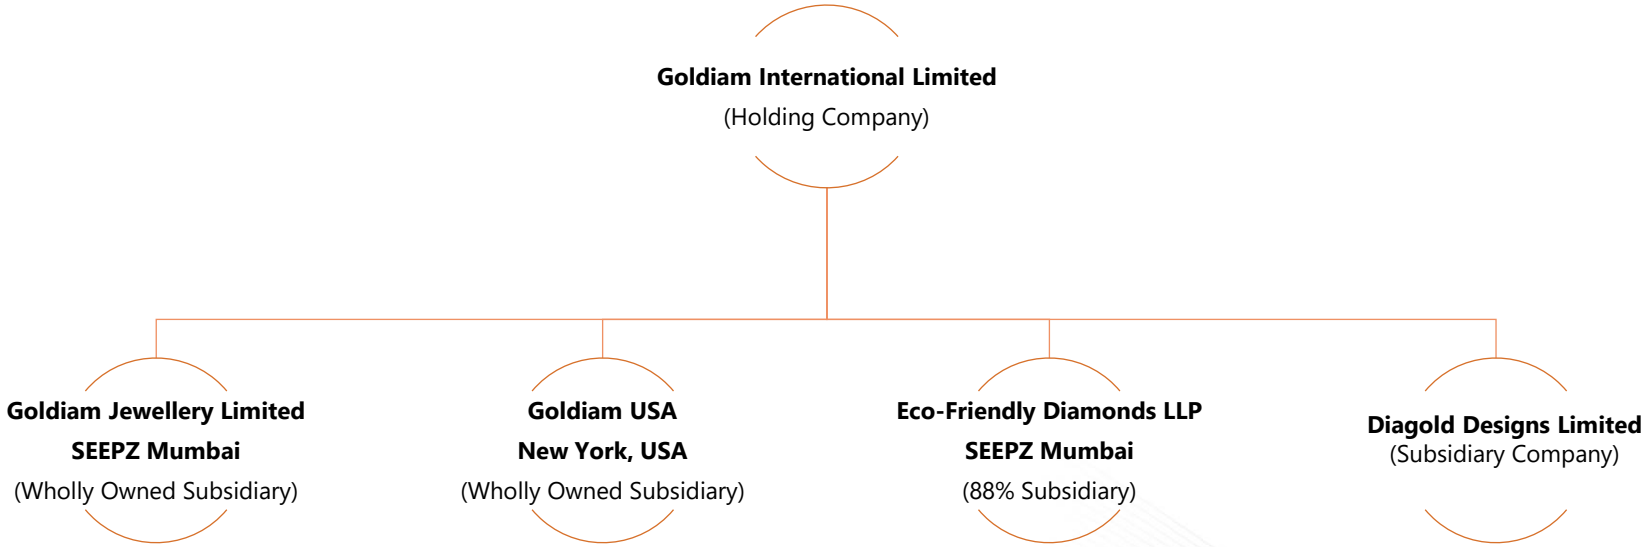 Goldiam International Limited
(Holding Company)
Goldiam Jewellery Limited
SEEPZ Mumbai
(Wholly Owned Subsidiary)
Goldiam USA
New York, USA
(Wholly Owned Subsidiary)
Eco-Friendly Diamonds LLP
SEEPZ Mumbai
(88% Subsidiary)
Diagold Designs Limited
(Subsidiary Company)